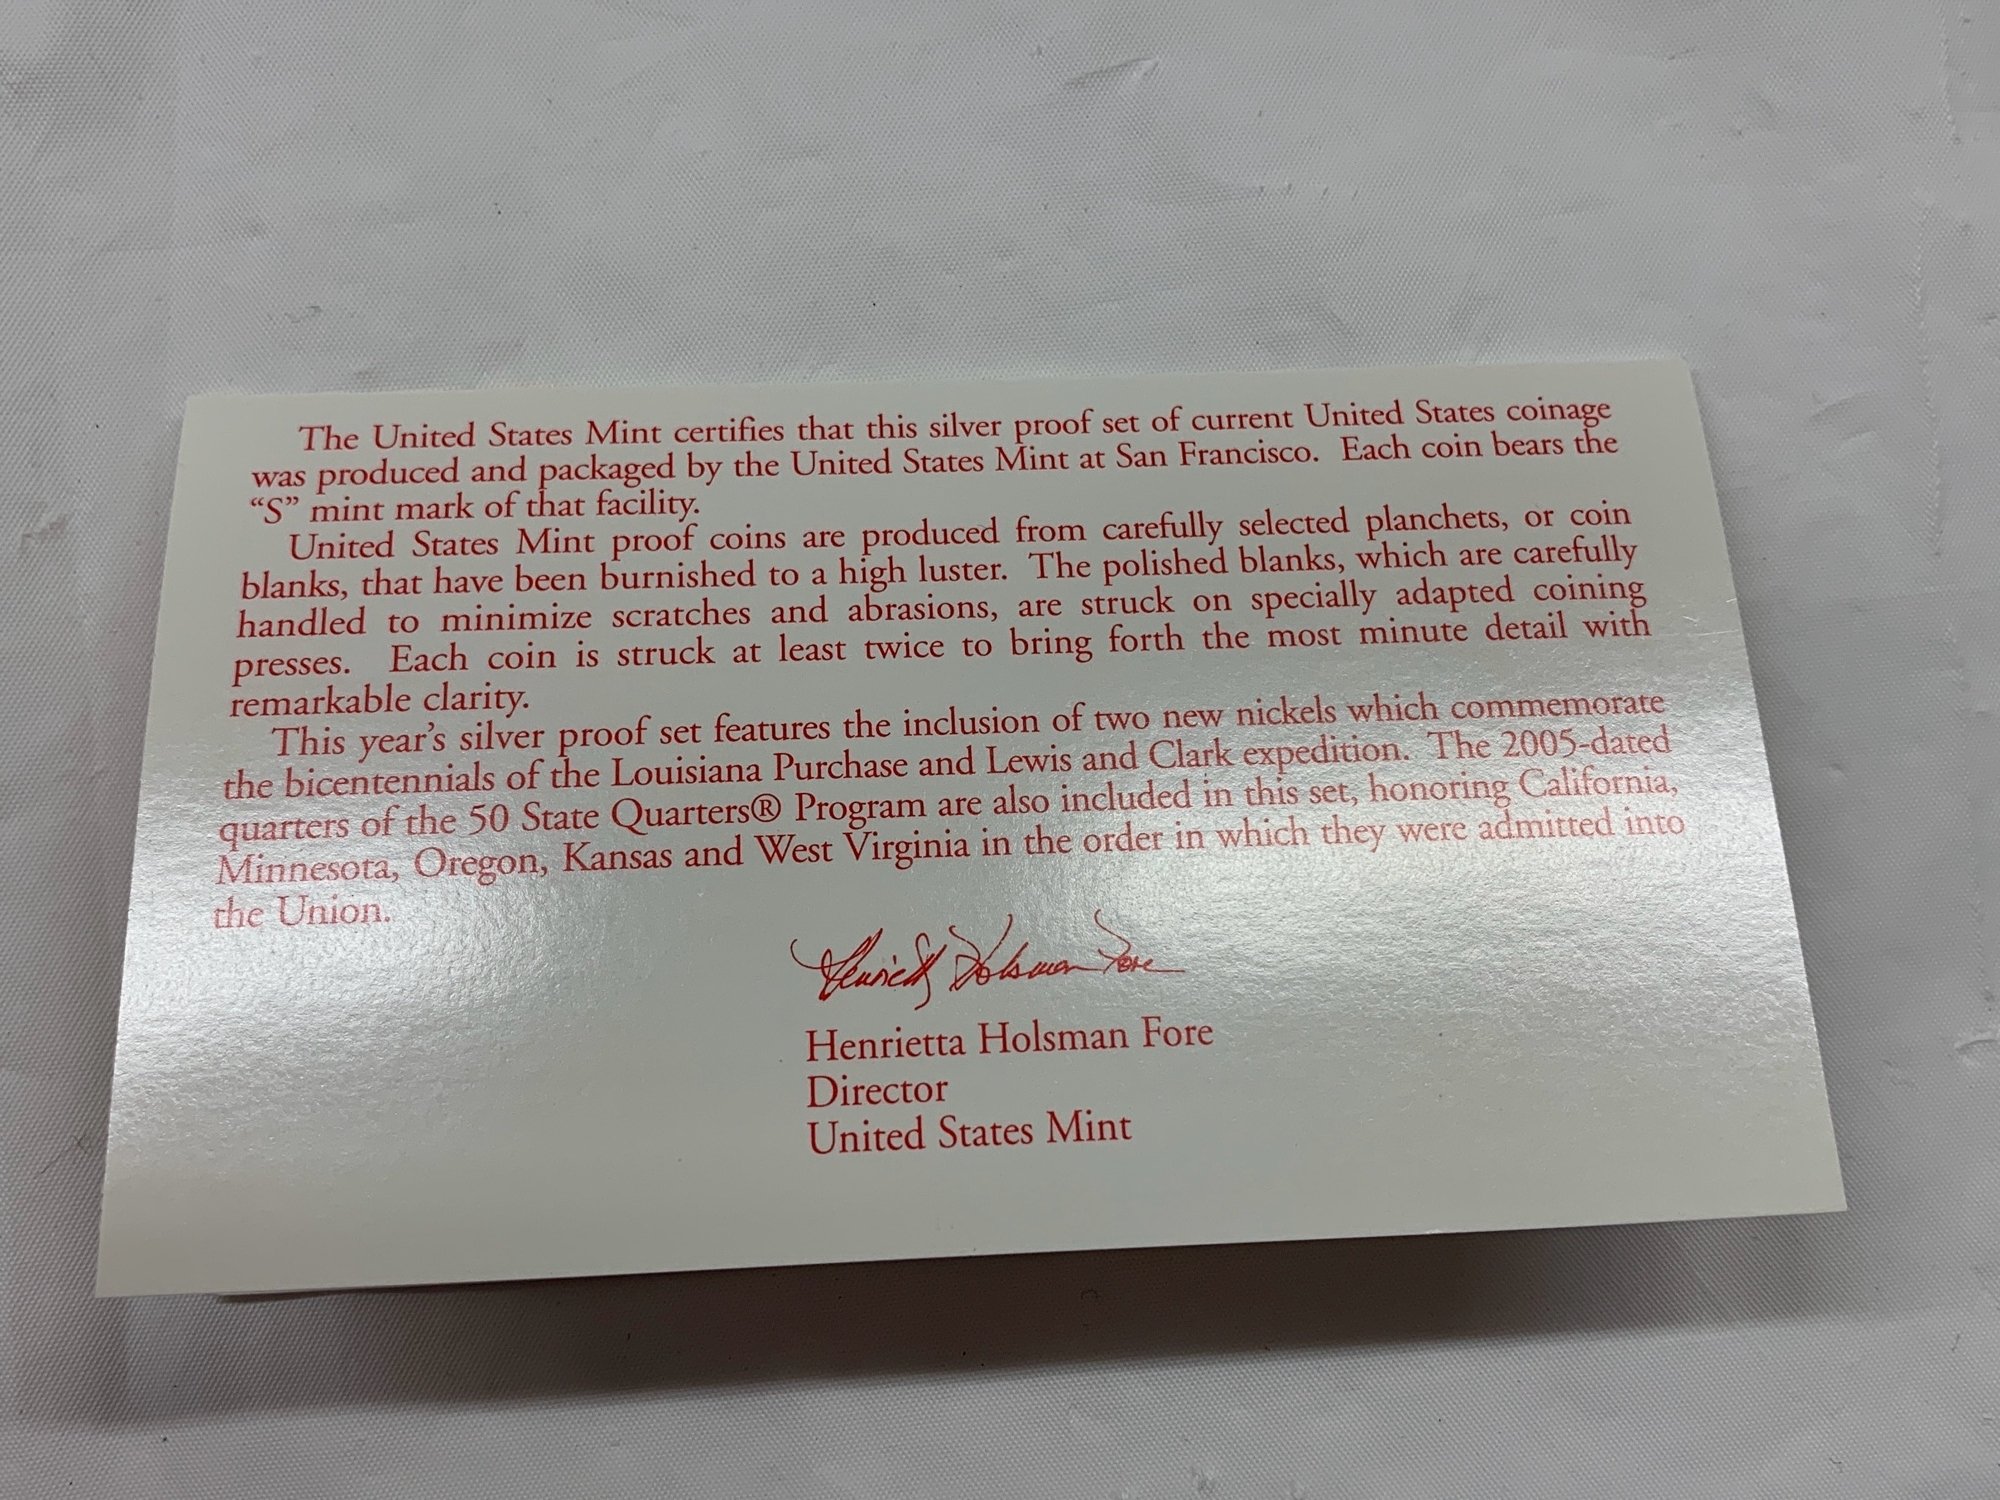 The United States Mint certifies that this silver proof set of current United States coinage
was produced and packaged by the United States Mint at San Francisco. Each coin bears the
“S” mint mark of that facility.
United States Mint proof coins are produced from carefully selected planchets, or coin
blanks, that have been burnished to a high luster. The polished blanks, which are carefully
handled to minimize scratches and abrasions, are struck on specially adapted coining
presses. Each coin is struck at least twice to bring forth the most minute detail with
remarkable clarity.
This year’s silver proof set features the inclusion of two new nickels which commemorate
the bicentennials of the Louisiana Purchase and Lewis and Clark expedition. The 2005-dated
quarters of the 50 State Quarters® Program are also included in this set, honoring California,
Minnesota, Oregon, Kansas and West Virginia in the order in which they were admitted into
the Union.
Henrietta Holsman Fore
Henrietta Holsman Fore
Director
United States Mint